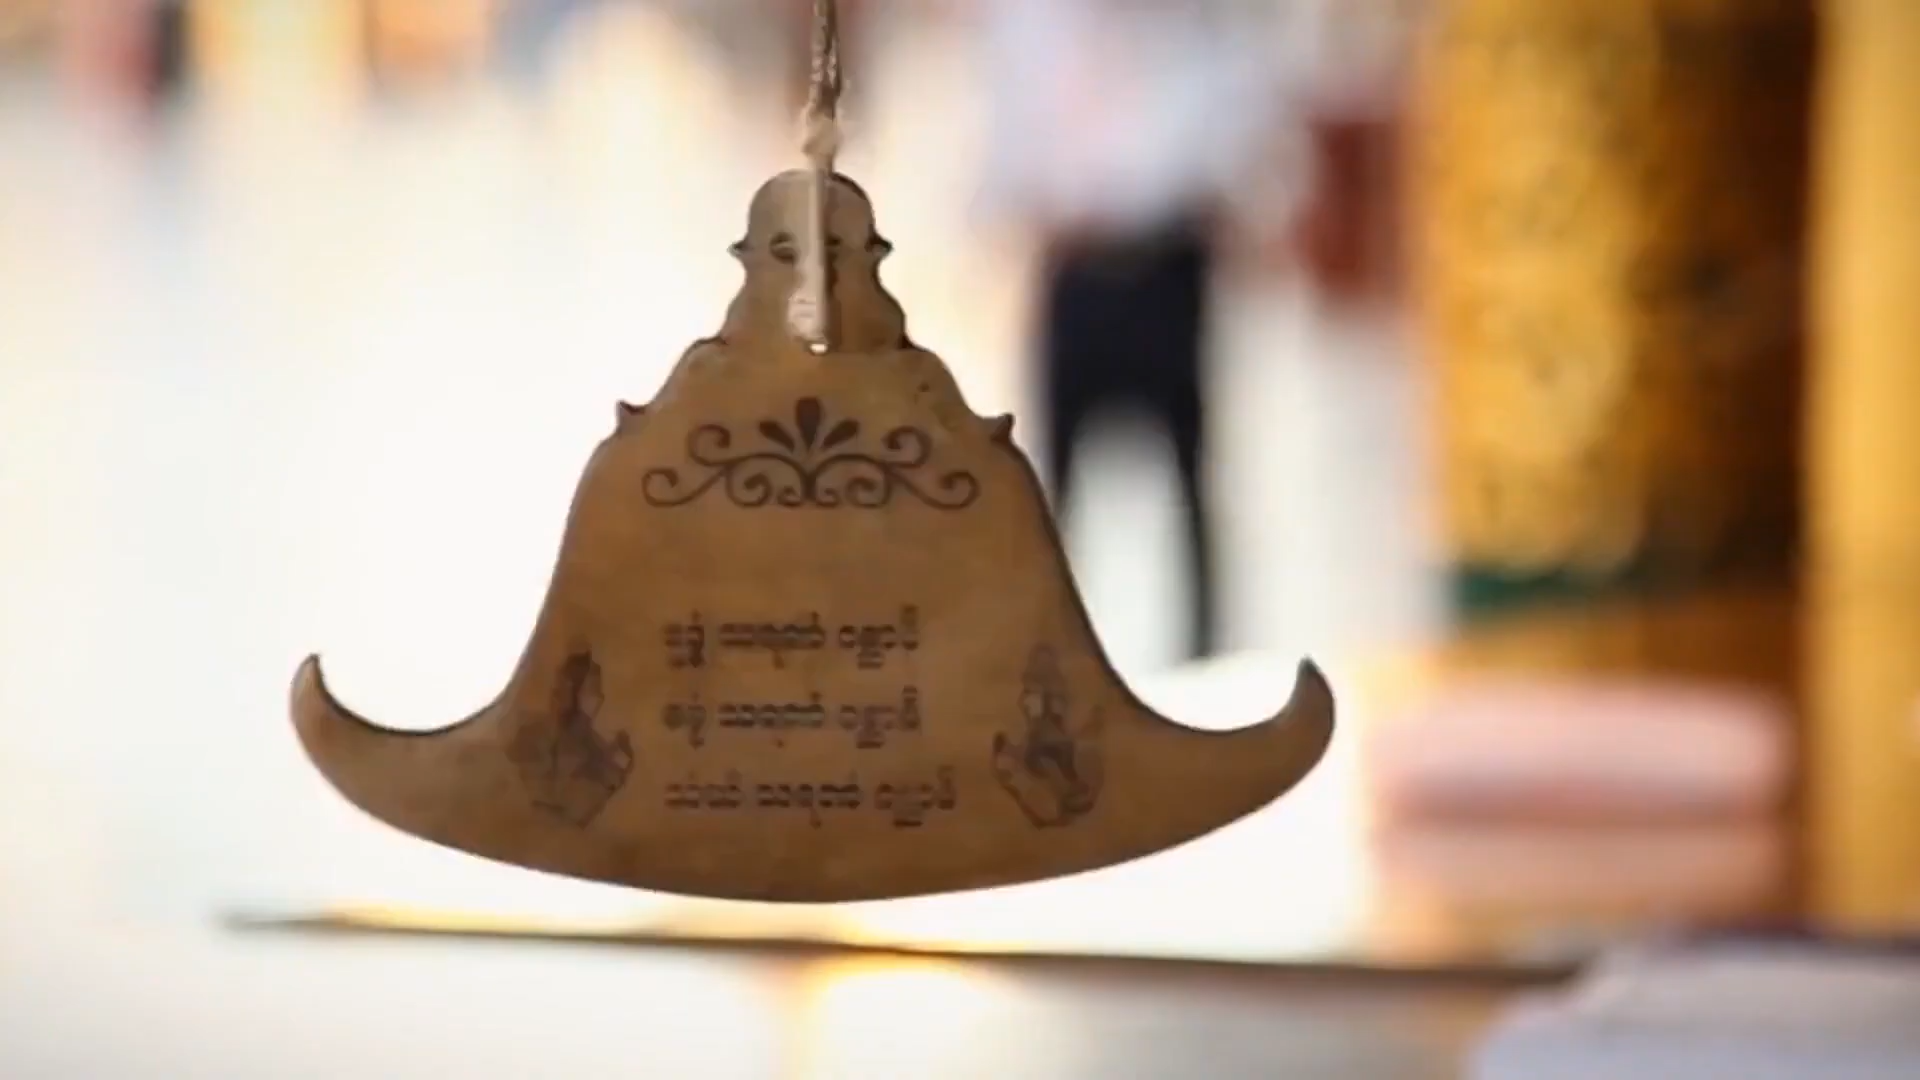 ဗုဒ္ဓံ သရဏံ ဂစ္ဆာမိ
ဓမ္မံ သရဏံ ဂစ္ဆာမိ
သံဃံ သရဏံ ဂစ္ဆာမိ